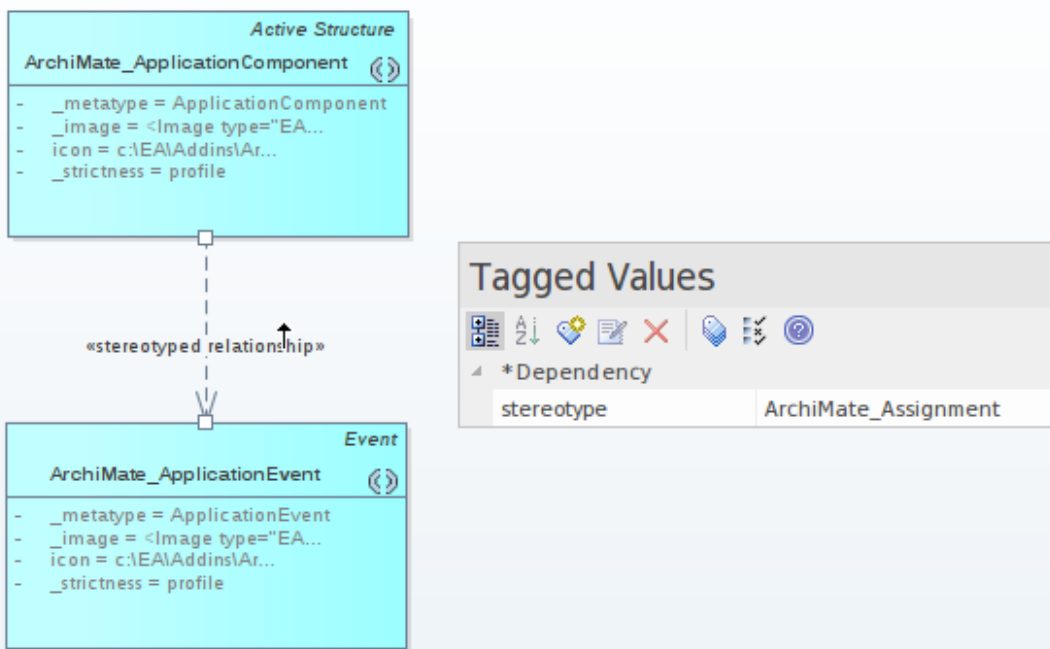 Active Structure
ArchiMate_ApplicationComponent
- _metatype = ApplicationComponent
- _image = <Image type="EA...
- icon = c:\EA\Addins\Ar...
- _strictness = profile
«stereotyped relationship»
Event
ArchiMate_ApplicationEvent
- _metatype = ApplicationEvent
- _image = <Image type="EA...
- icon = c:\EA\Addins\Ar...
- _strictness = profile
Tagged Values
*Dependency
stereotype ArchiMate_Assignment